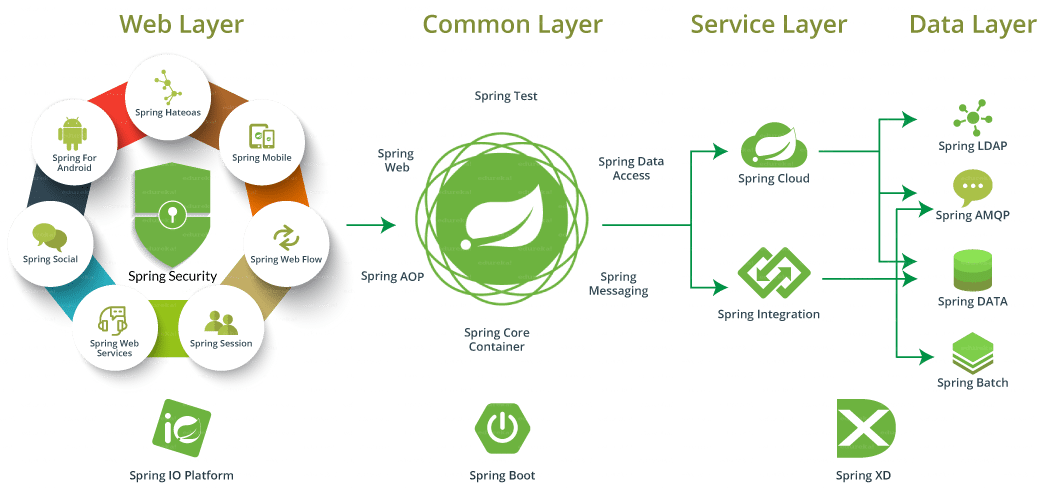 Web Layer
Common Layer
Service Layer
Data Layer
Spring Hateoas
Spring For
Android
Spring Mobile
Spring Social
Spring Web Flow
Spring Security
Spring Web
Services
Spring Session
Spring Test
Spring
Web
Spring Data
Access
Spring AOP
Spring
Messaging
Spring Core
Container
Spring Cloud
Spring Integration
Spring LDAP
Spring AMQP
Spring DATA
Spring Batch
io
Spring IO Platform
Spring Boot
X
Spring XD